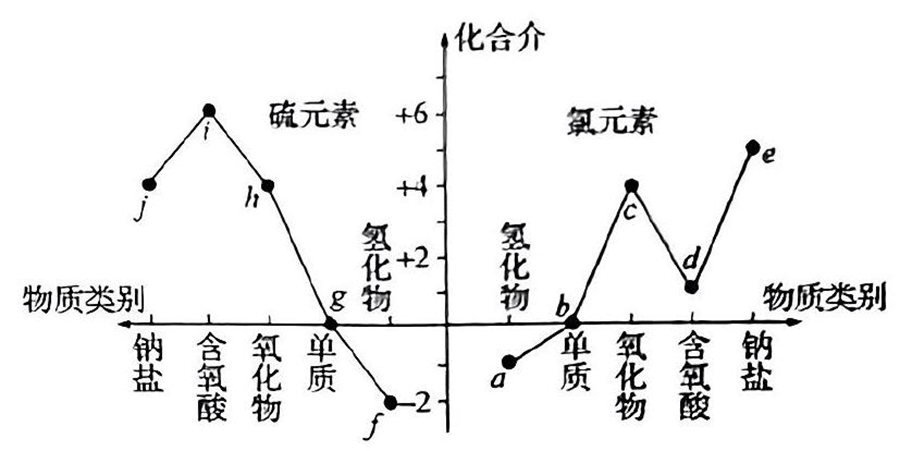 化合介
硫元素
氯元素
+6
+4
+2
-2
氢化物
氢化物
物质类别
物质类别
钠盐
含氧酸
氧化物
单质
单质
氧化物
含氧酸
钠盐
j
i
h
g
f
a
b
c
d
e